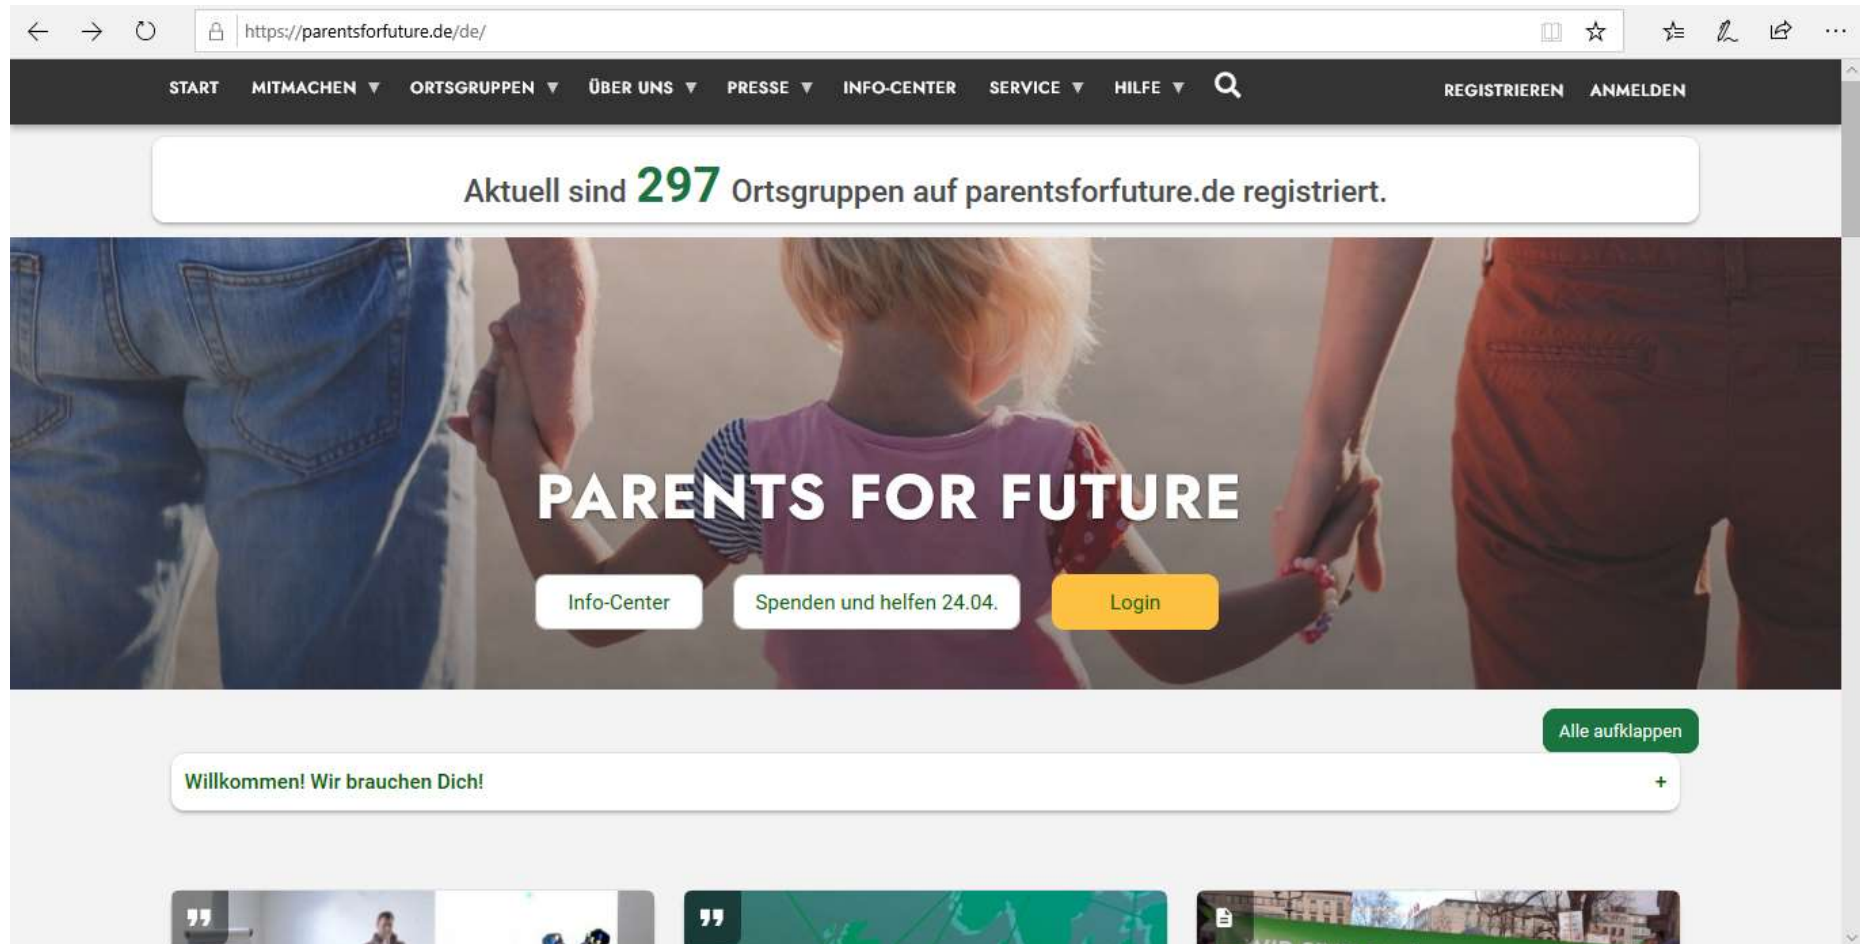 https://parentsforfuture.de/de/
START MITMACHEN ▼ ORTSGRUPPEN ▼ ÜBER UNS ▼ PRESSE ▼ INFO-CENTER SERVICE ▼ HILFE ▼ REGISTRIEREN ANMELDEN
Aktuell sind 297 Ortsgruppen auf parentsforfuture.de registriert.
PARENTS FOR FUTURE
Info-Center Spenden und helfen 24.04. Login
Alle aufklappen
Willkommen! Wir brauchen Dich! +